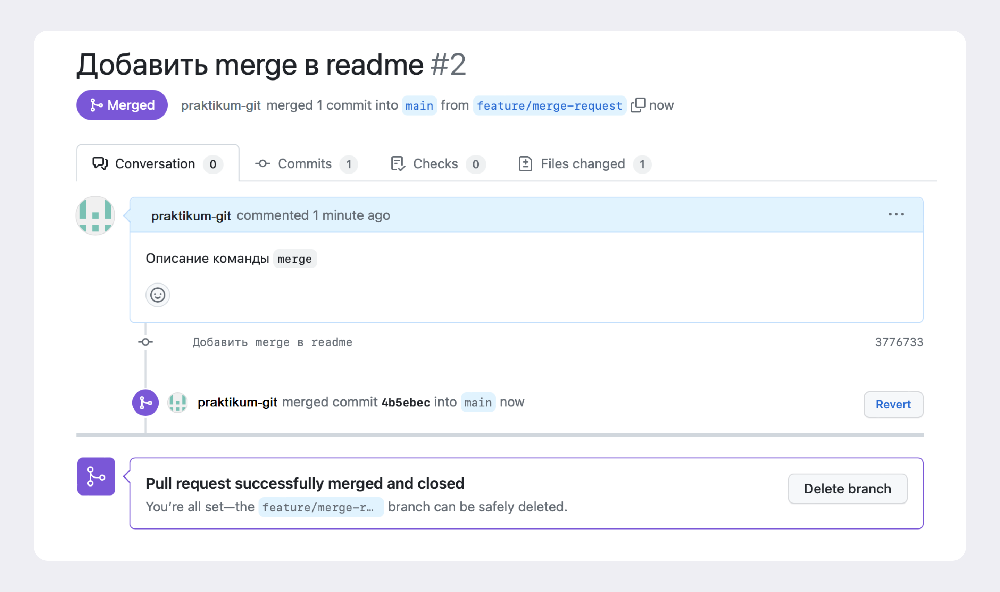 Добавить merge в readme #2
Merged praktikum-git merged 1 commit into main from feature/merge-request now
Conversation 0 Commits 1 Checks 0 Files changed 1
praktikum-git commented 1 minute ago
Описание команды merge
Добавить merge в readme 3776733
praktikum-git merged commit 4b5ebec into main now Revert
Pull request successfully merged and closed
Delete branch
You’re all set—the feature/merge-r… branch can be safely deleted.